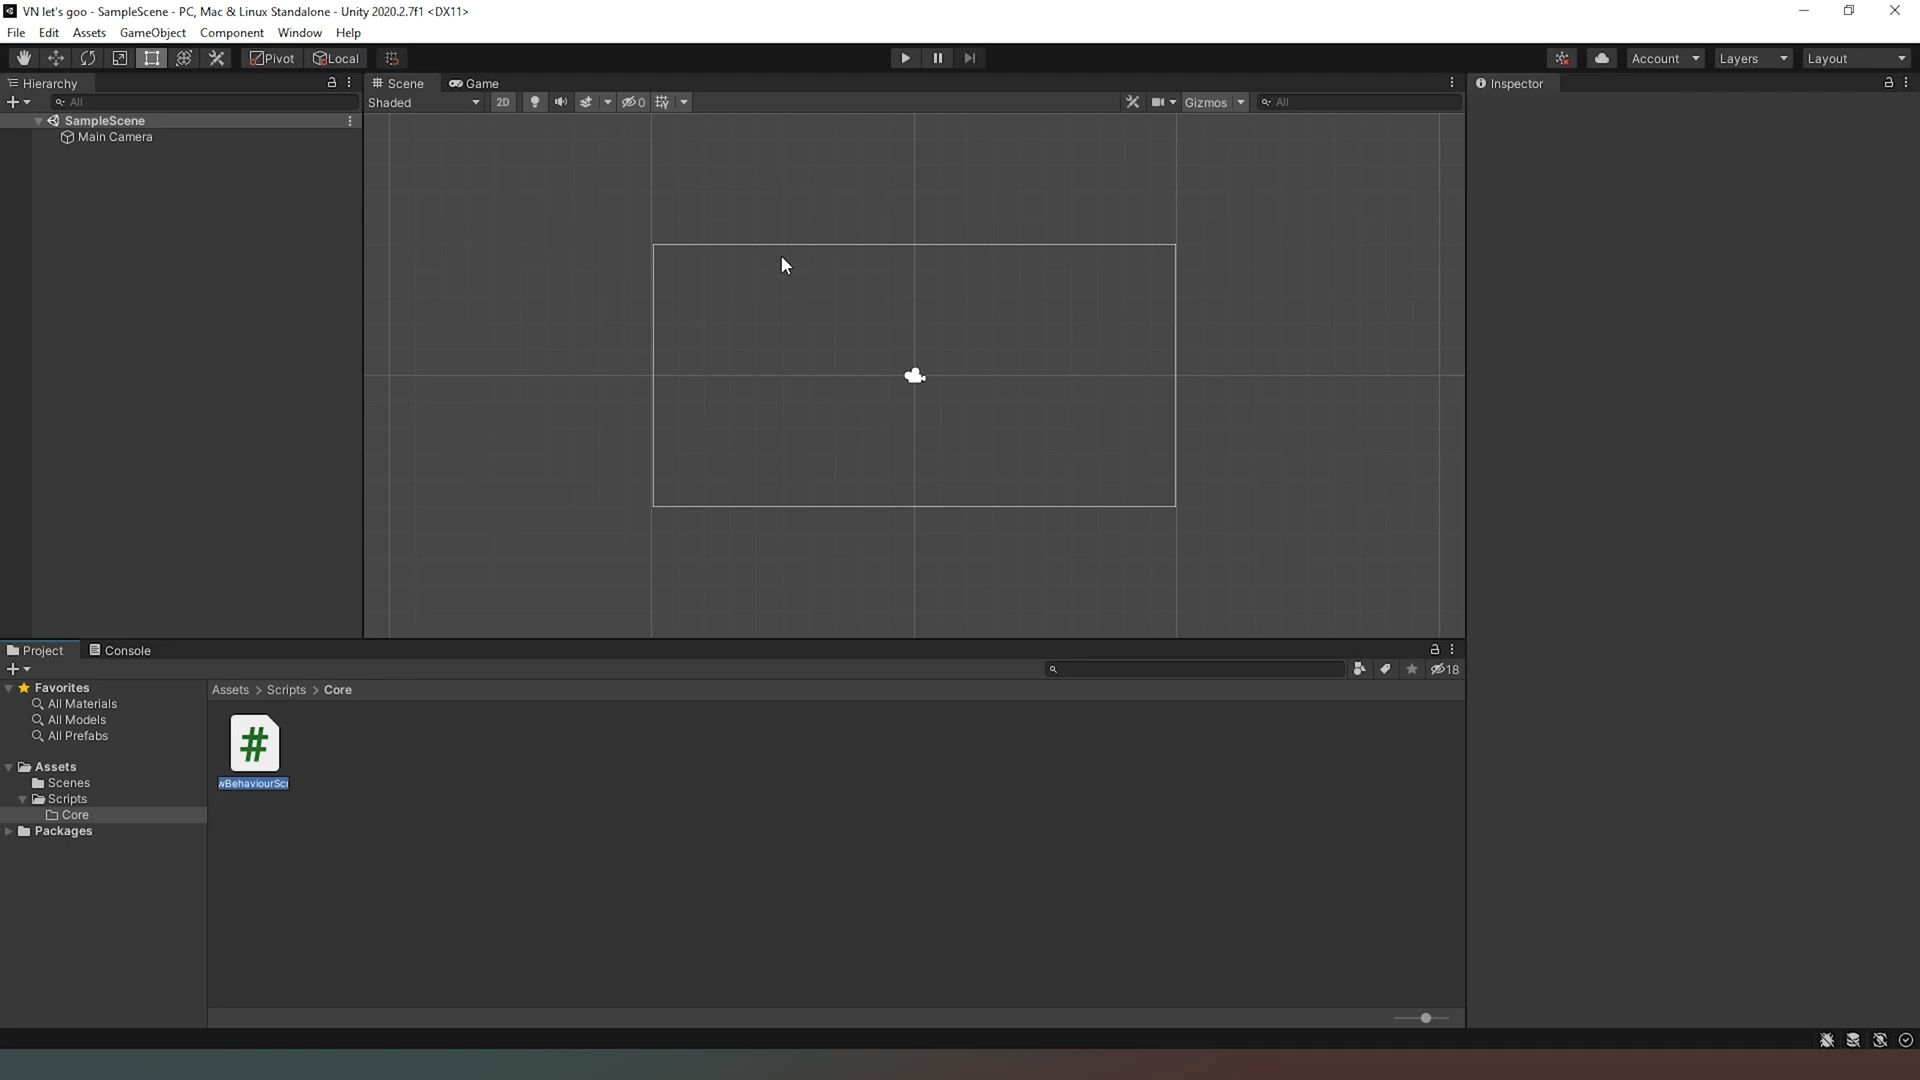 VN let's goo - SampleScene - PC, Mac & Linux Standalone - Unity 2020.2.7f1 <DX11>
File Edit Assets GameObject Component Window Help
Pivot Local Account Layers Layout
Hierarchy
All
SampleScene
Main Camera
Scene Game
Shaded 2D 0 Gizmos All
Inspector
Project Console
18
Favorites
All Materials
All Models
All Prefabs
Assets
Scenes
Scripts
Core
Packages
Assets > Scripts > Core
#
wBehaviourScr